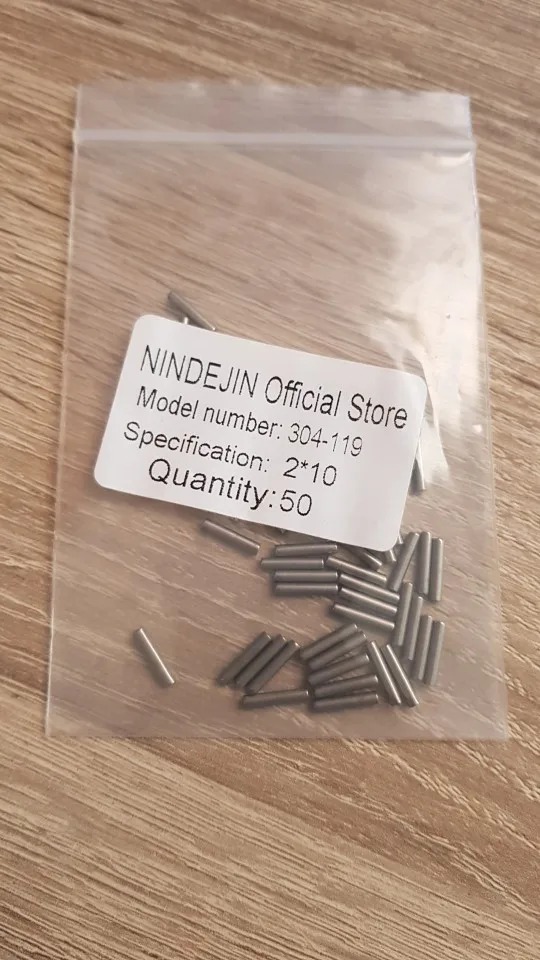 NINDEJIN Official Store
Model number: 304-119
Specification: 2*10
Quantity:50